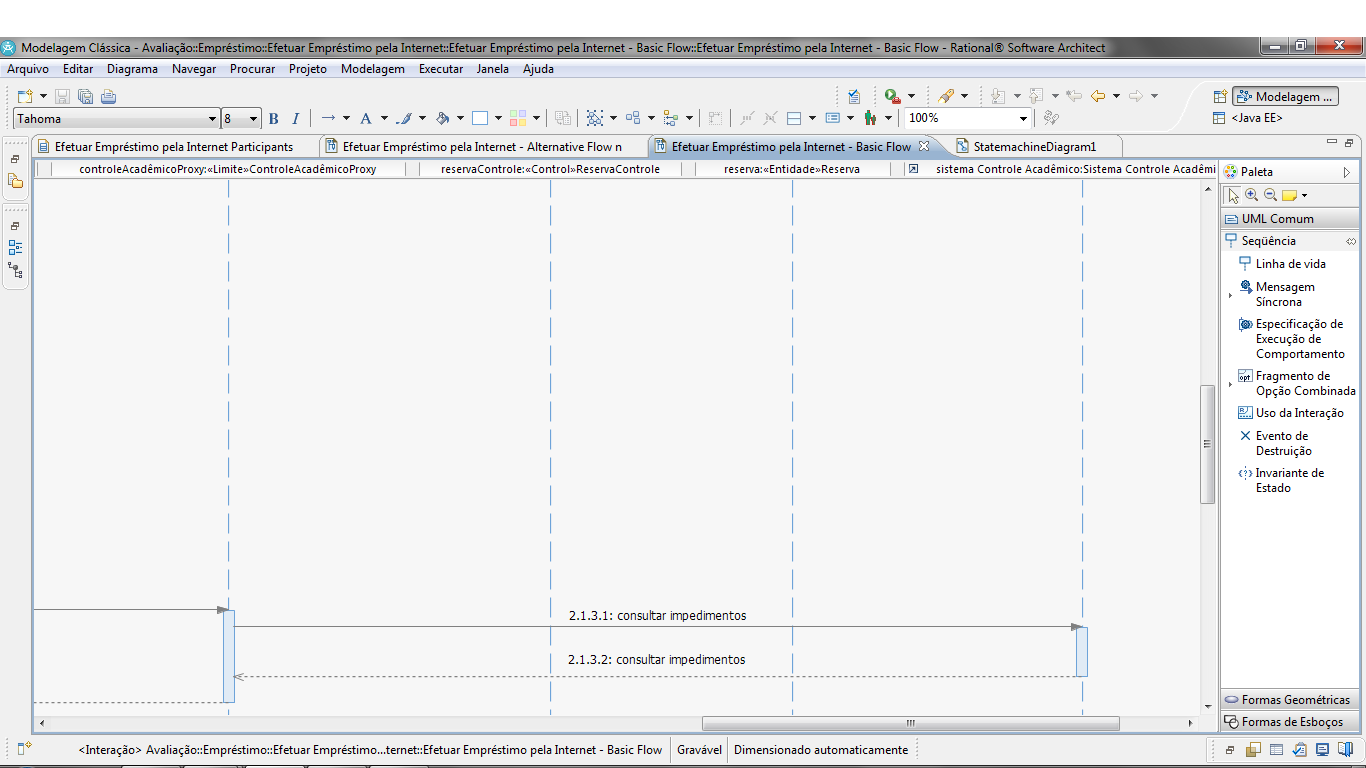 Modelagem Clássica - Avaliação::Empréstimo::Efetuar Empréstimo pela Internet::Efetuar Empréstimo pela Internet - Basic Flow::Efetuar Empréstimo pela Internet - Basic Flow - Rational® Software Architect
Arquivo Editar Diagrama Navegar Procurar Projeto Modelagem Executar Janela Ajuda
Modelagem ...
Tahoma 8 B I A 100% <Java EE>
Efetuar Empréstimo pela Internet Participants Efetuar Empréstimo pela Internet - Alternative Flow n Efetuar Empréstimo pela Internet - Basic Flow StatemachineDiagram1
controleAcadêmicoProxy:«Limite»ControleAcadêmicoProxy reservaControle:«Control»ReservaControle reserva:«Entidade»Reserva sistema Controle Acadêmico:Sistema Controle Acadêmi
Paleta
UML Comum
Seqüência
Linha de vida
Mensagem
Síncrona
Especificação de
Execução de
Comportamento
opt Fragmento de
Opção Combinada
Uso da Interação
Evento de
Destruição
Invariante de
Estado
2.1.3.1: consultar impedimentos
2.1.3.2: consultar impedimentos
Formas Geométricas
Formas de Esboços
<Interação> Avaliação::Empréstimo::Efetuar Empréstimo...ternet::Efetuar Empréstimo pela Internet - Basic Flow Gravável Dimensionado automaticamente